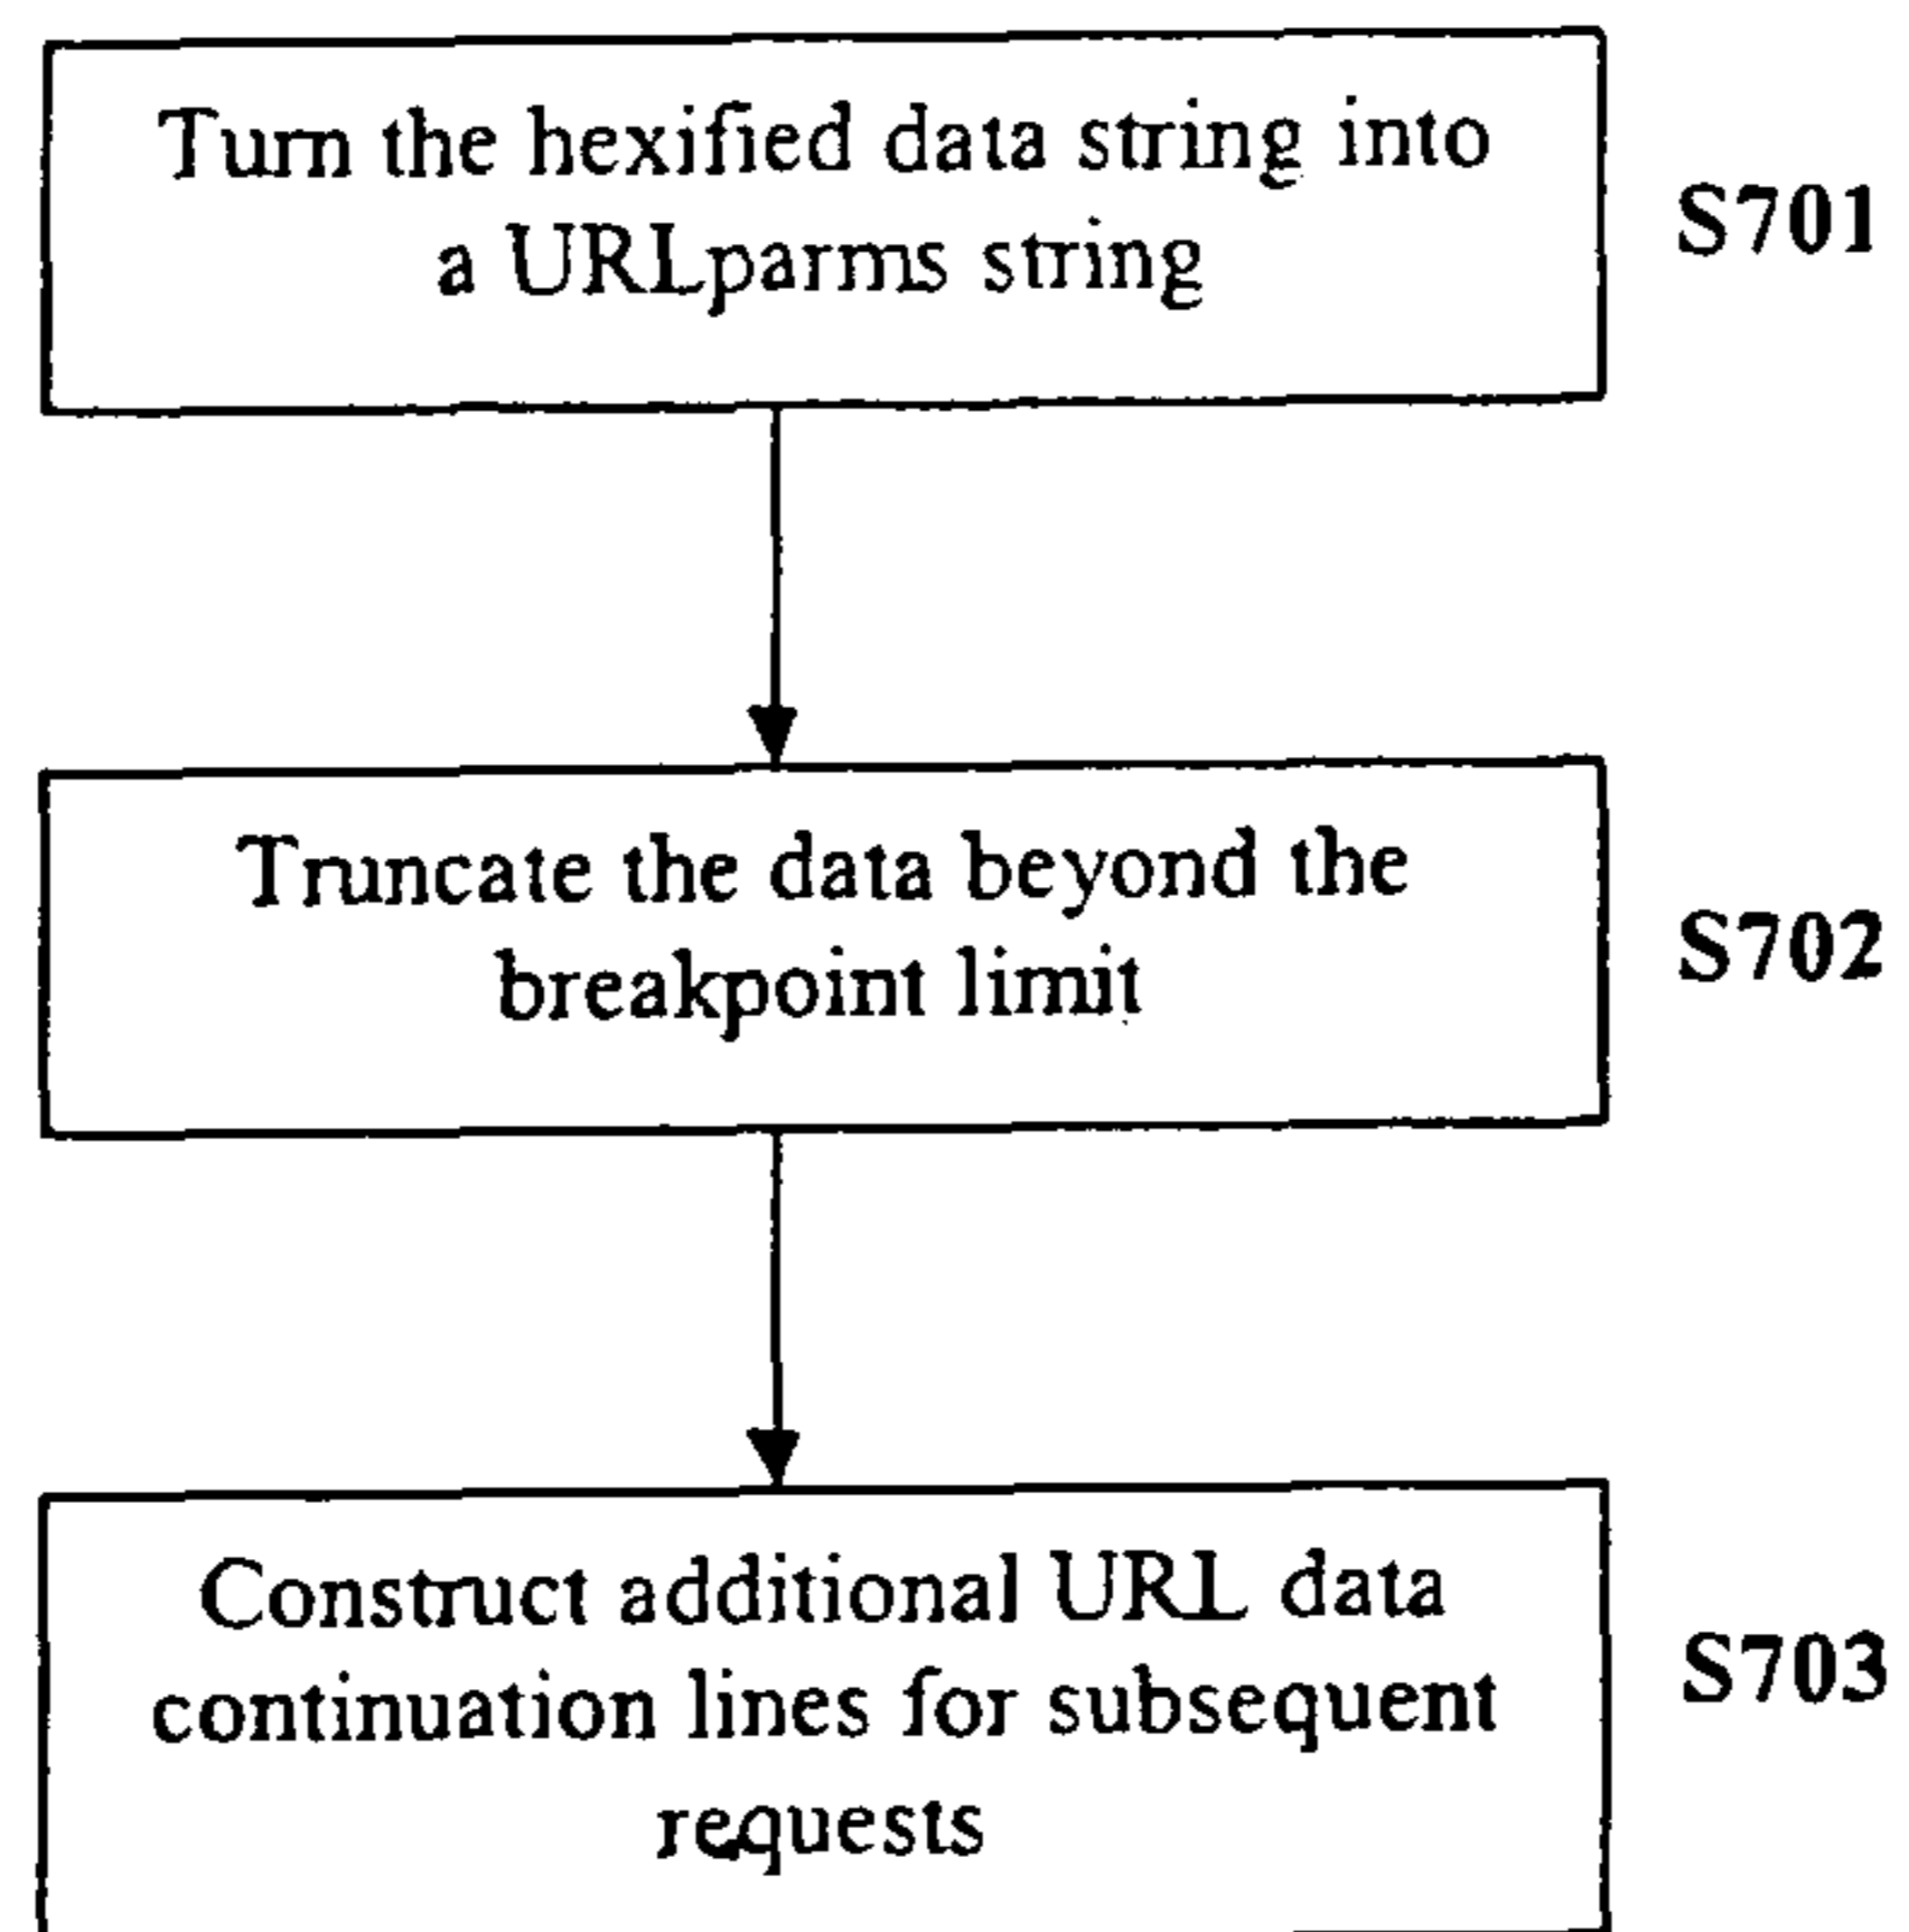 Turn the hexified data string into
a URLparms string
S701
Truncate the data beyond the
breakpoint limit
S702
Construct additional URL data
continuation lines for subsequent
requests
S703